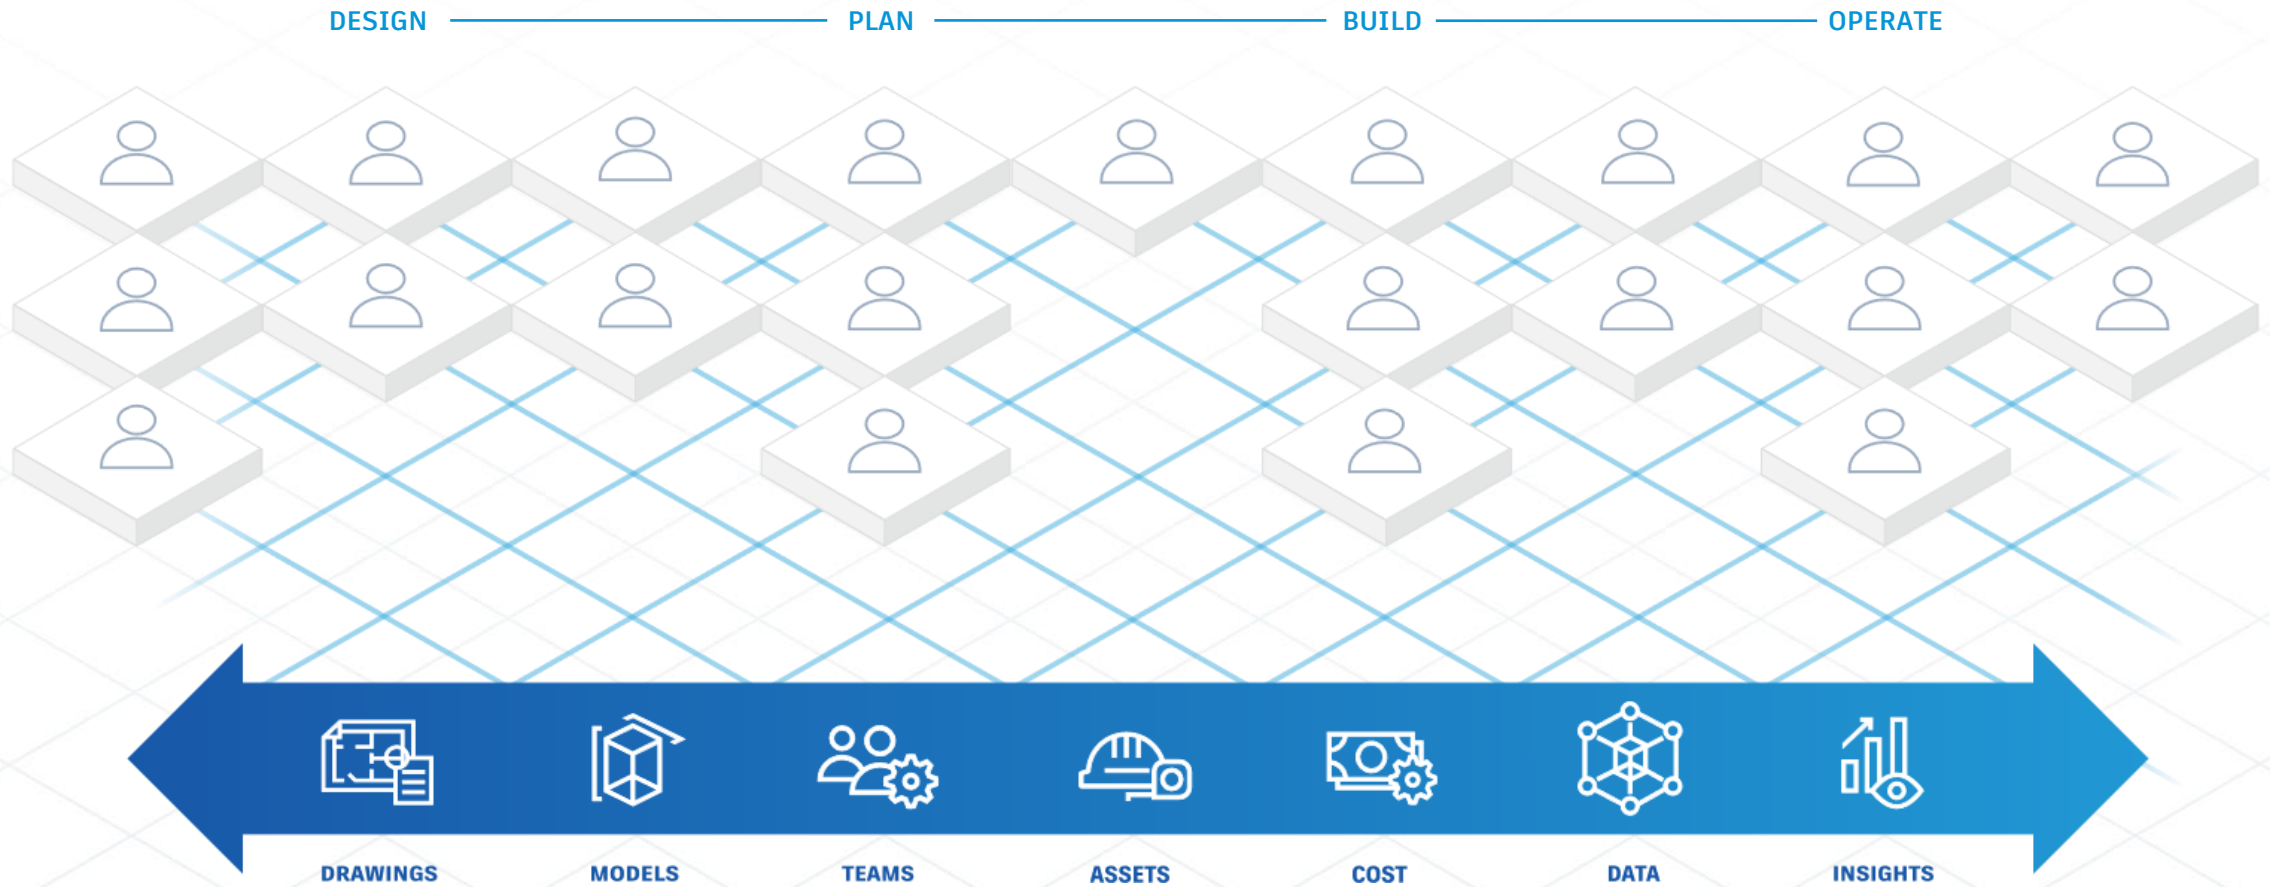 DESIGN PLAN BUILD OPERATE
DRAWINGS MODELS TEAMS ASSETS COST DATA INSIGHTS